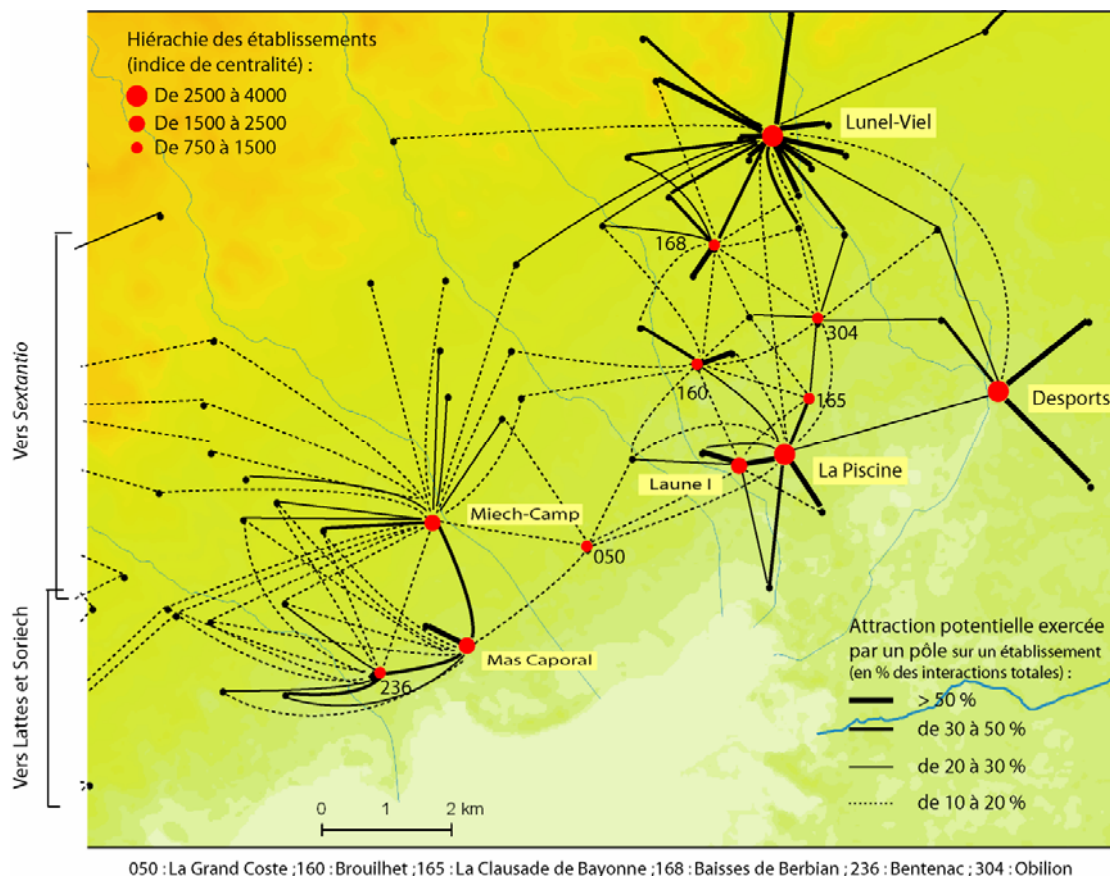 Hiérachie des établissements
(indice de centralité) :
De 2500 à 4000
De 1500 à 2500
De 750 à 1500
Lunel-Viel
168
304
160
165
Desports
La Piscine
Laune I
Miech-Camp
050
Mas Caporal
236
Vers Sextantio
Vers Lattes et Soriech
Attraction potentielle exercée
par un pôle sur un établissement
(en % des interactions totales) :
> 50 %
de 30 à 50 %
de 20 à 30 %
de 10 à 20 %
0 1 2 km
050 : La Grand Coste ;160 : Brouilhet ;165 : La Clausade de Bayonne ;168 : Baisses de Berbian ; 236 : Bentenac ; 304 : Obilion